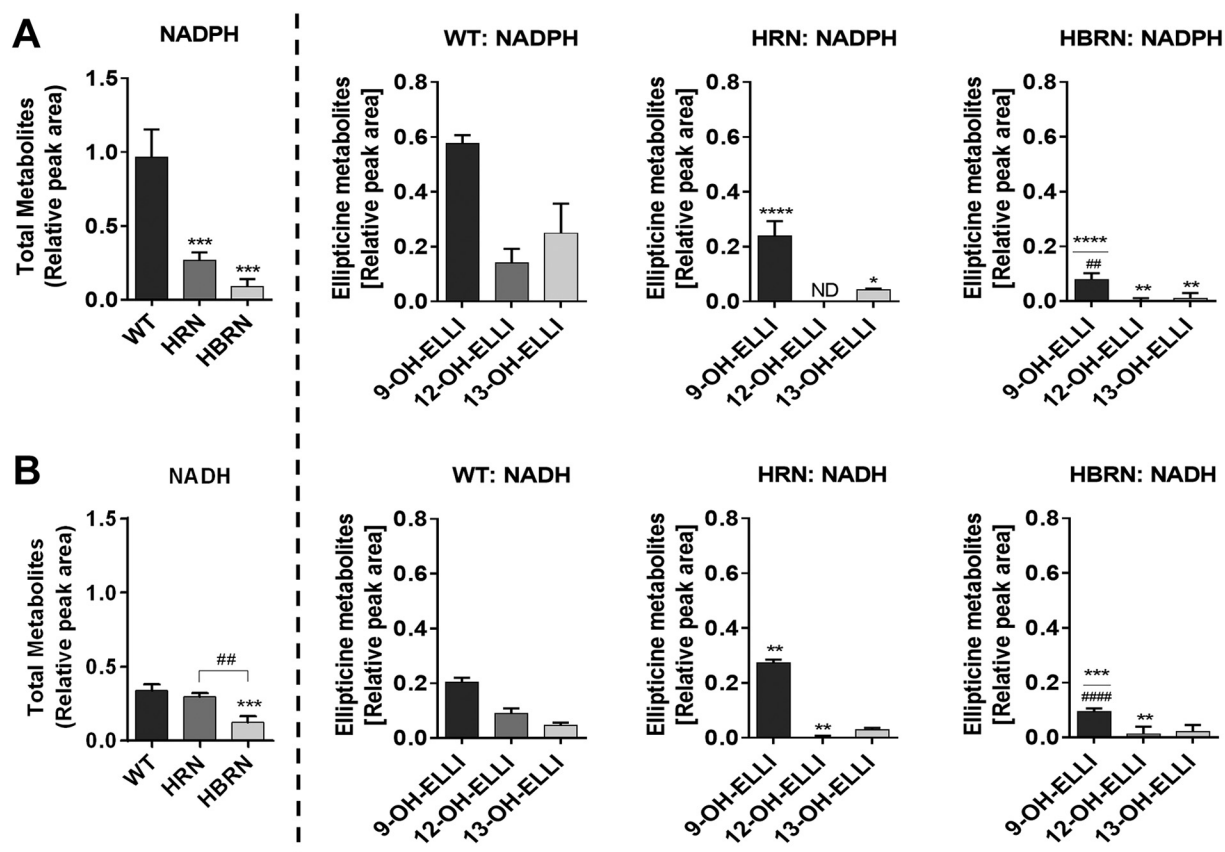 A
NADPH
Total Metabolites
(Relative peak area)
1.5
1.0
0.5
0.0
***
***
WT
HRN
HBRN
WT: NADPH
Ellipticine metabolites
[Relative peak area]
0.8
0.6
0.4
0.2
0.0
9-OH-ELLI
12-OH-ELLI
13-OH-ELLI
HRN: NADPH
Ellipticine metabolites
[Relative peak area]
0.8
0.6
0.4
0.2
0.0
****
ND
*
9-OH-ELLI
12-OH-ELLI
13-OH-ELLI
HBRN: NADPH
Ellipticine metabolites
[Relative peak area]
0.8
0.6
0.4
0.2
0.0
****
##
**
**
9-OH-ELLI
12-OH-ELLI
13-OH-ELLI
B
NADH
Total Metabolites
(Relative peak area)
1.5
1.0
0.5
0.0
##
***
WT
HRN
HBRN
WT: NADH
Ellipticine metabolites
[Relative peak area]
0.8
0.6
0.4
0.2
0.0
9-OH-ELLI
12-OH-ELLI
13-OH-ELLI
HRN: NADH
Ellipticine metabolites
[Relative peak area]
0.8
0.6
0.4
0.2
0.0
**
**
9-OH-ELLI
12-OH-ELLI
13-OH-ELLI
HBRN: NADH
Ellipticine metabolites
[Relative peak area]
0.8
0.6
0.4
0.2
0.0
***
####
**
9-OH-ELLI
12-OH-ELLI
13-OH-ELLI